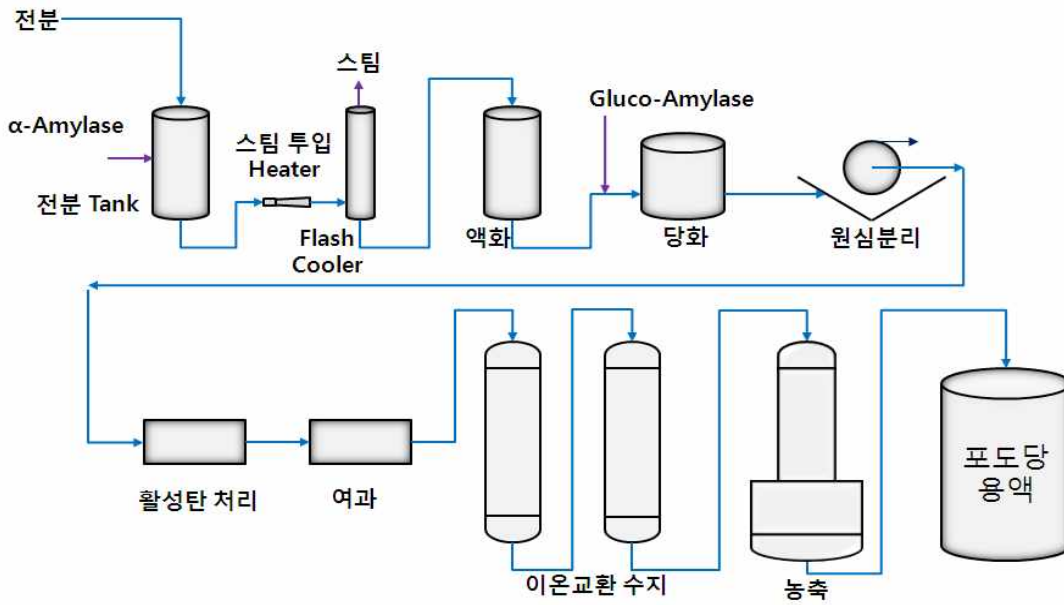 전분
스팀
α-Amylase
Gluco-Amylase
스팀 투입
Heater
전분 Tank
Flash
Cooler
액화
당화
원심분리
활성탄 처리
여과
이온교환 수지
농축
포도당
용액